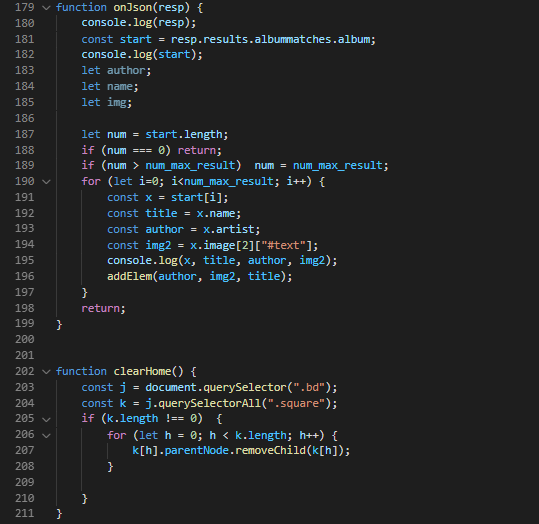 179 function onJson(resp) {
180     console.log(resp);
181     const start = resp.results.albummatches.album;
182     console.log(start);
183     let author;
184     let name;
185     let img;
186
187     let num = start.length;
188     if (num === 0) return;
189     if (num > num_max_result)  num = num_max_result;
190     for (let i=0; i<num_max_result; i++) {
191         const x = start[i];
192         const title = x.name;
193         const author = x.artist;
194         const img2 = x.image[2]["#text"];
195         console.log(x, title, author, img2);
196         addElem(author, img2, title);
197     }
198     return;
199 }
200
201
202 function clearHome() {
203     const j = document.querySelector(".bd");
204     const k = j.querySelectorAll(".square");
205     if (k.length !== 0)  {
206         for (let h = 0; h < k.length; h++) {
207             k[h].parentNode.removeChild(k[h]);
208         }
209
210     }
211 }